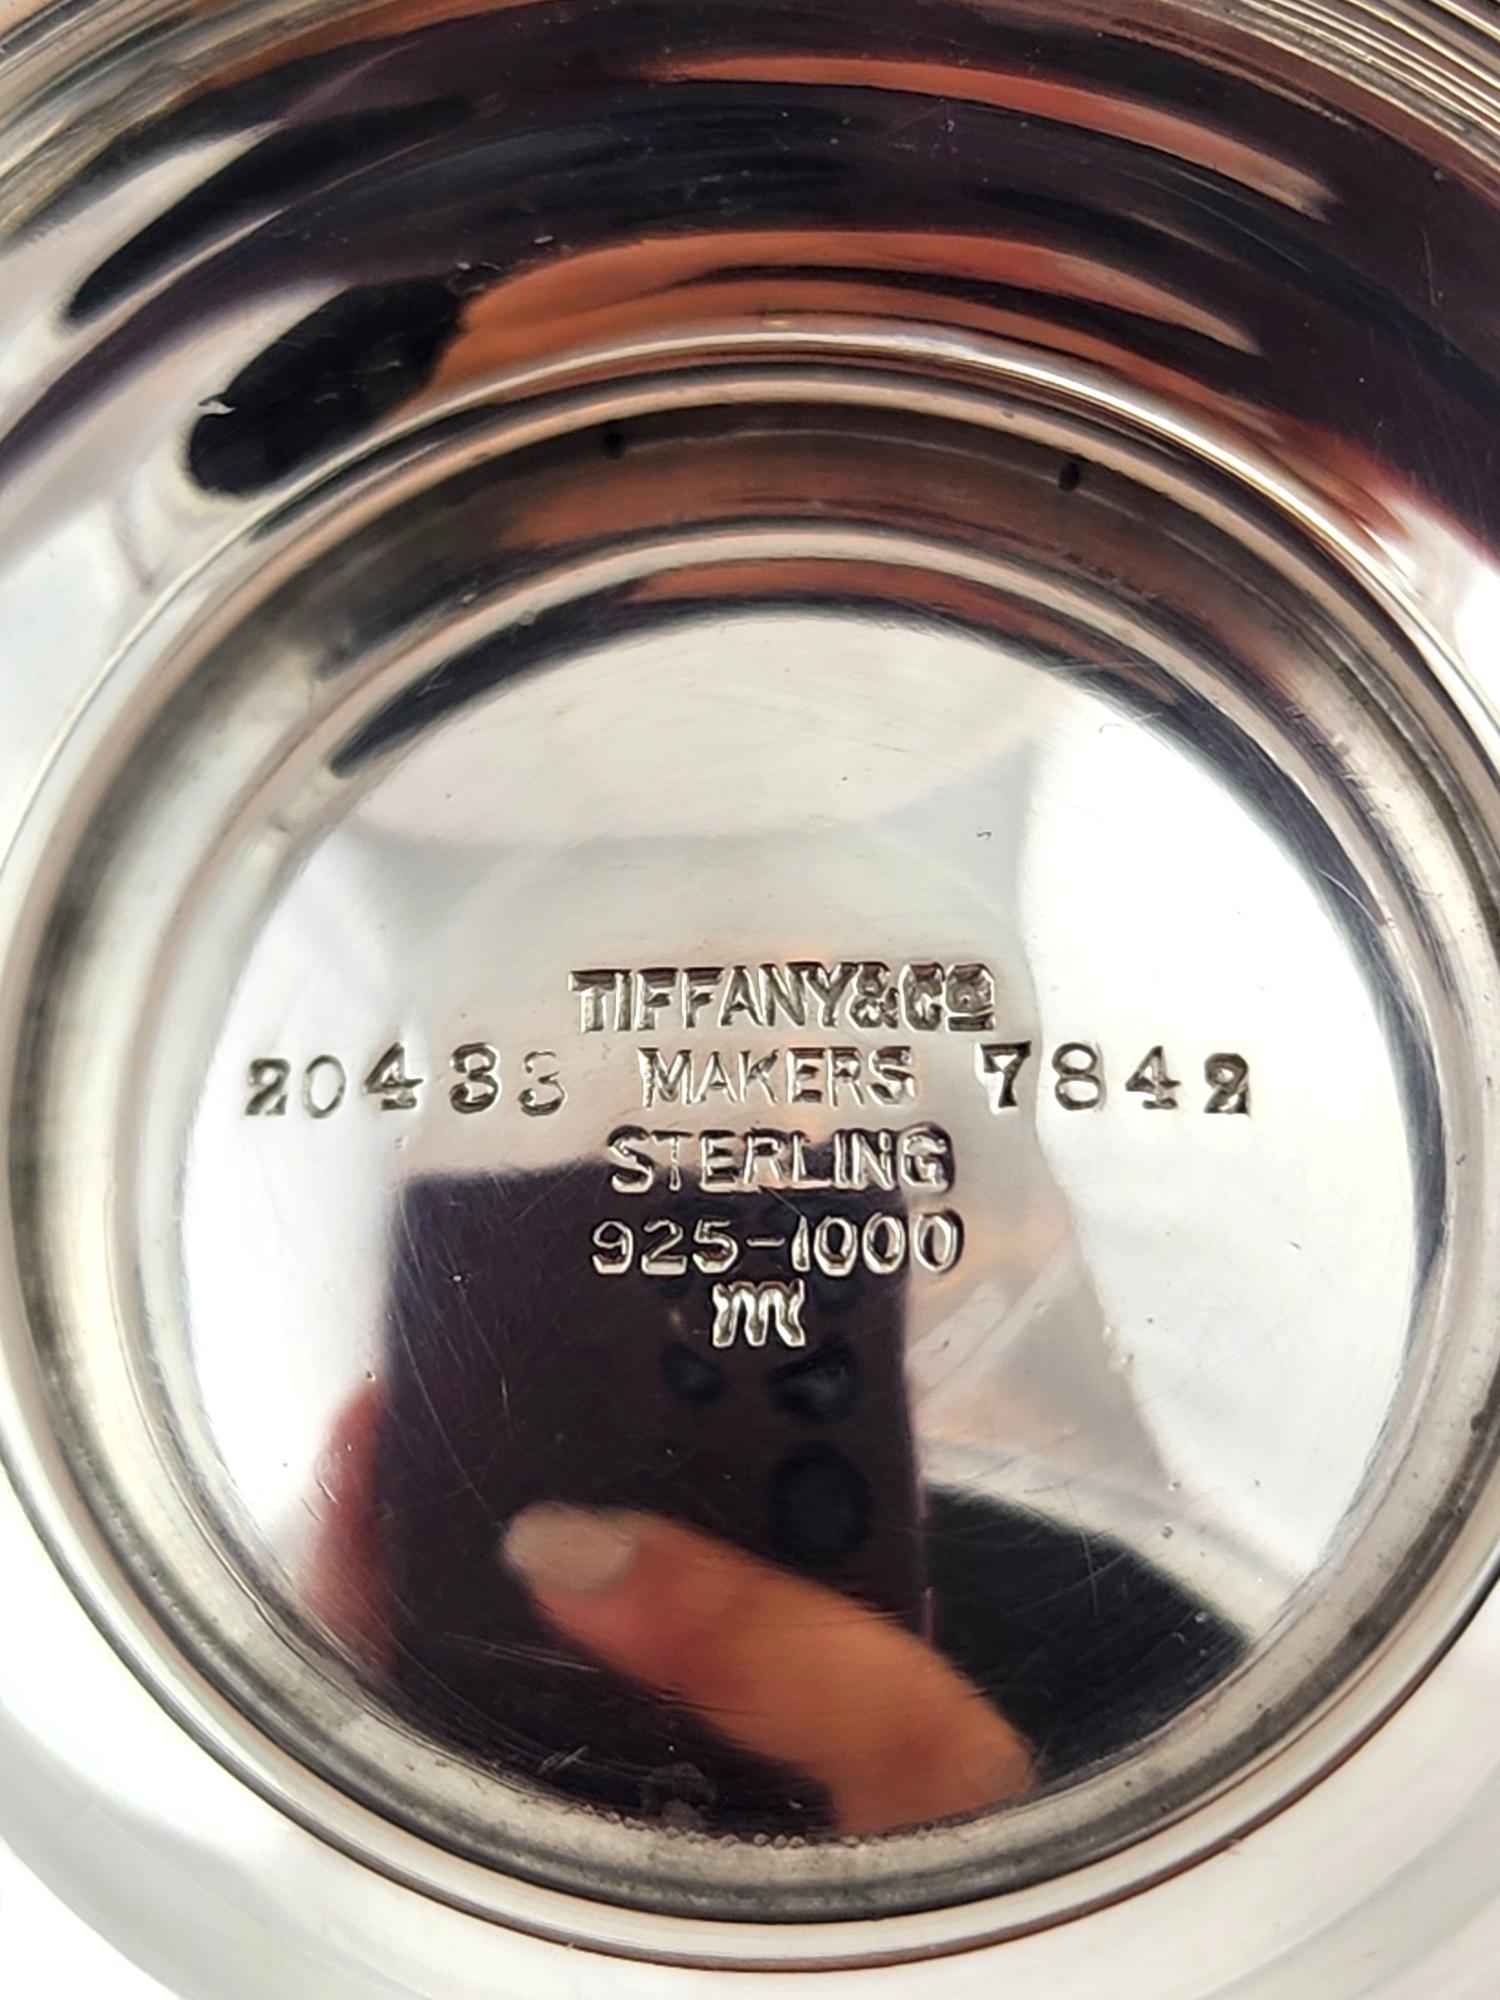 TIFFANY & Co
20433 MAKERS 7842
STERLING
925-1000
m